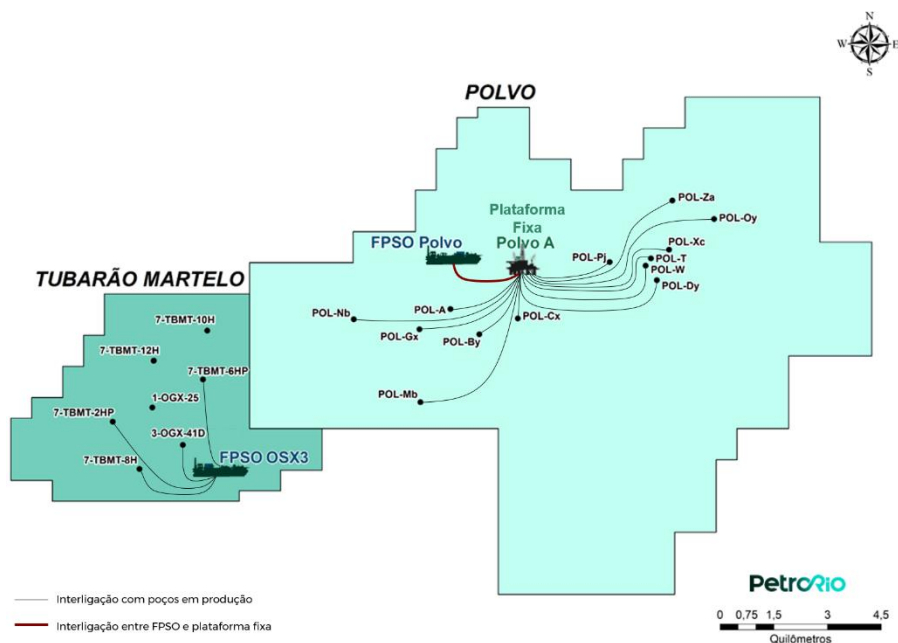 N
W E
S
POLVO
Plataforma
Fixa
Polvo A
FPSO Polvo
POL-Za
POL-Oy
POL-Xc
POL-Pj
POL-T
POL-W
POL-Dy
POL-A
POL-Nb
POL-Cx
POL-Gx
POL-By
POL-Mb
TUBARÃO MARTELO
7-TBMT-10H
7-TBMT-12H
7-TBMT-6HP
1-OGX-25
7-TBMT-2HP
3-OGX-41D
7-TBMT-8H
FPSO OSX3
Interligação com poços em produção
Interligação entre FPSO e plataforma fixa
PetroRio
0 0,75 1,5 3 4,5
Quilômetros